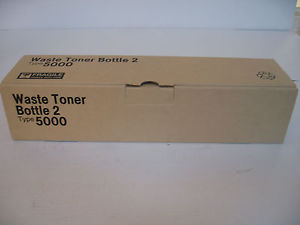 Waste Toner Bottle 2
Type 5000
FRAGILE
Waste Toner
Bottle 2
Type 5000